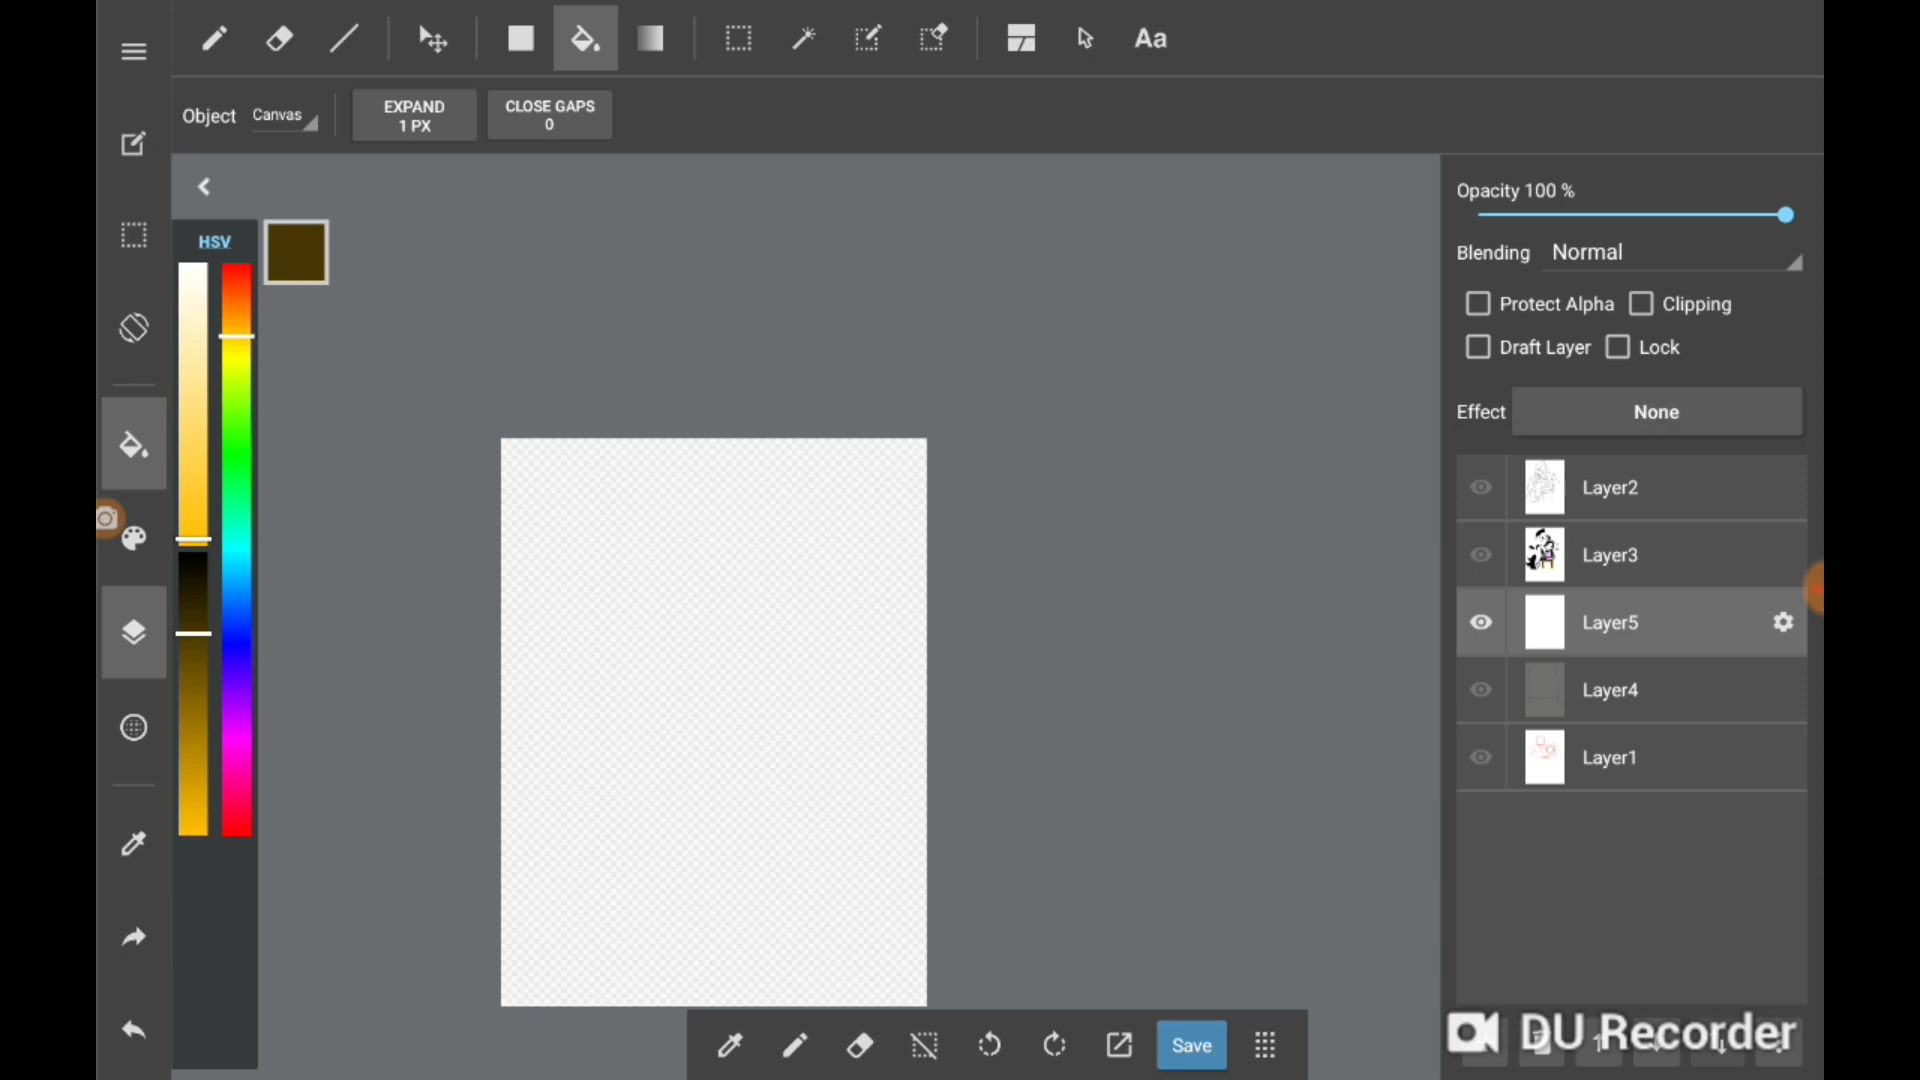 Aa
Object Canvas
EXPAND
1 PX
CLOSE GAPS
0
HSV
Opacity 100 %
Blending Normal
Protect Alpha Clipping
Draft Layer Lock
Effect None
Layer2
Layer3
Layer5
Layer4
Layer1
DU Recorder
Save